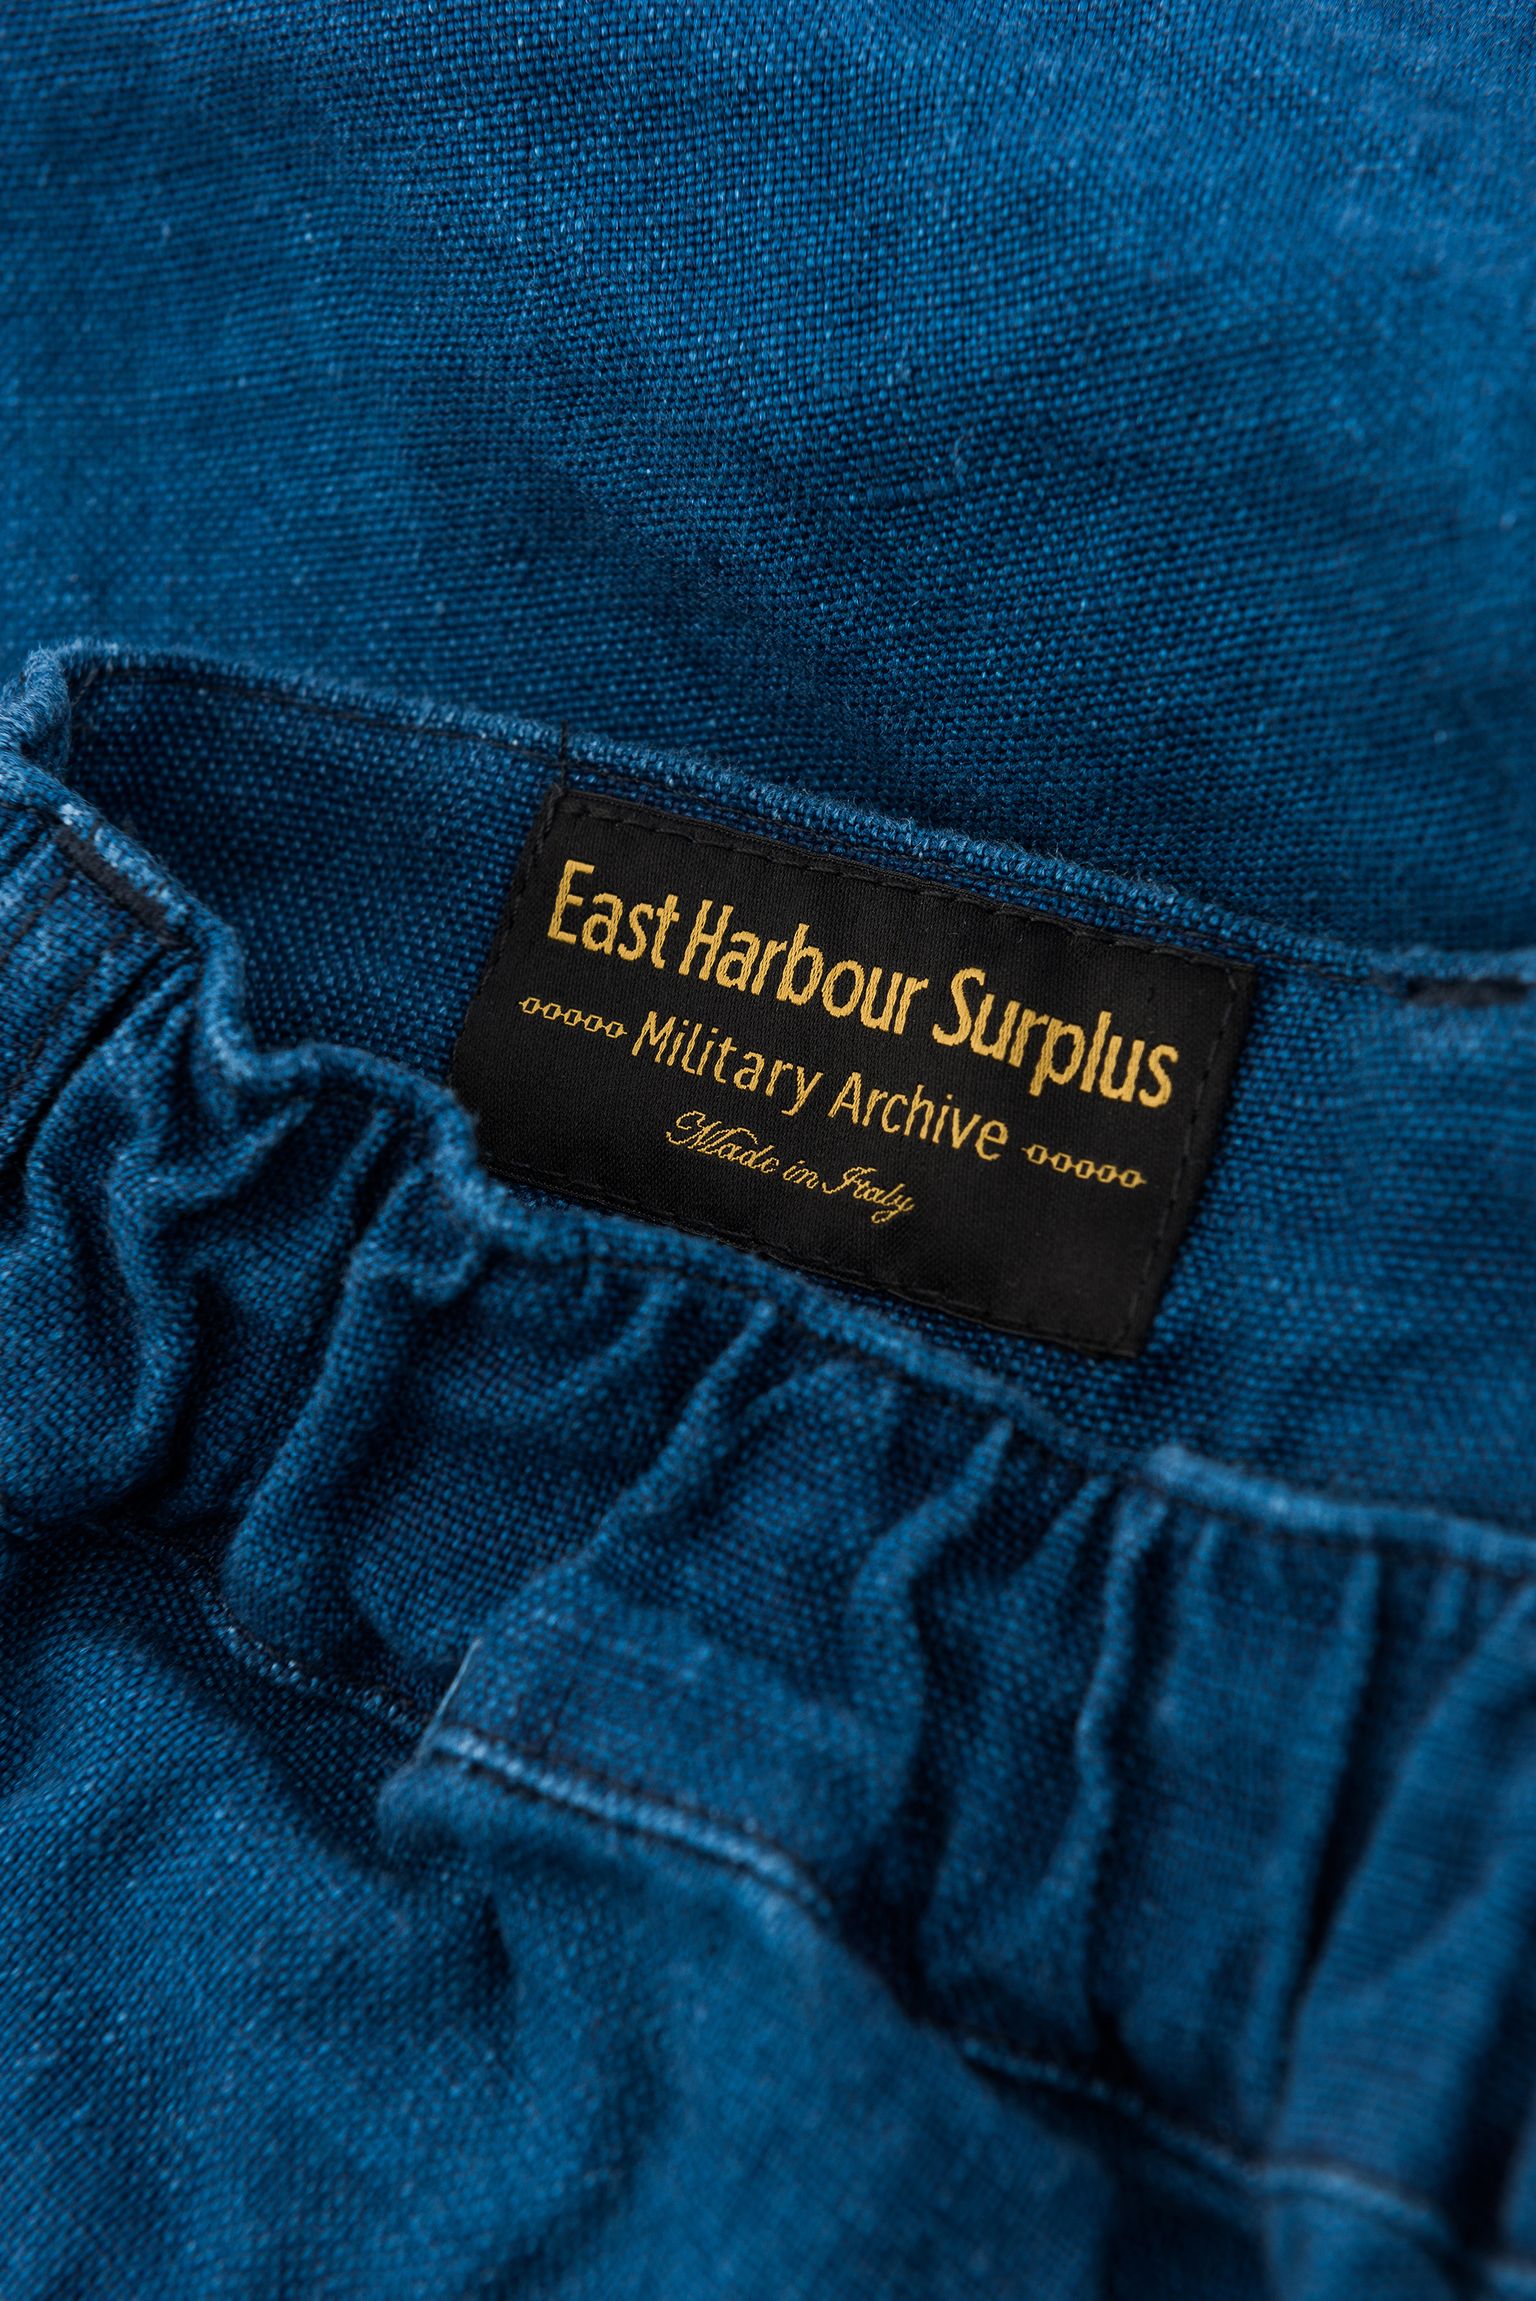 East Harbour Surplus
Military Archive
Made in Italy